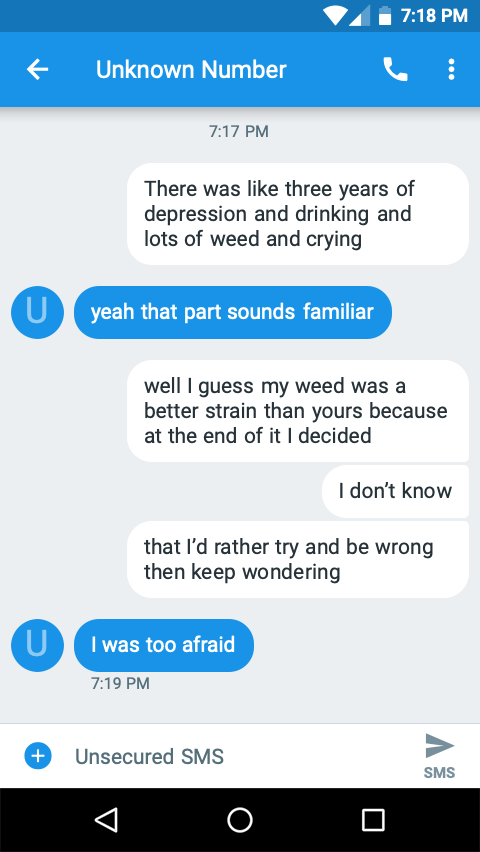 7:18 PM
Unknown Number
7:17 PM
There was like three years of
depression and drinking and
lots of weed and crying
U
yeah that part sounds familiar
well I guess my weed was a
better strain than yours because
at the end of it I decided
I don't know
that I'd rather try and be wrong
then keep wondering
U
I was too afraid
7:19 PM
Unsecured SMS
SMS